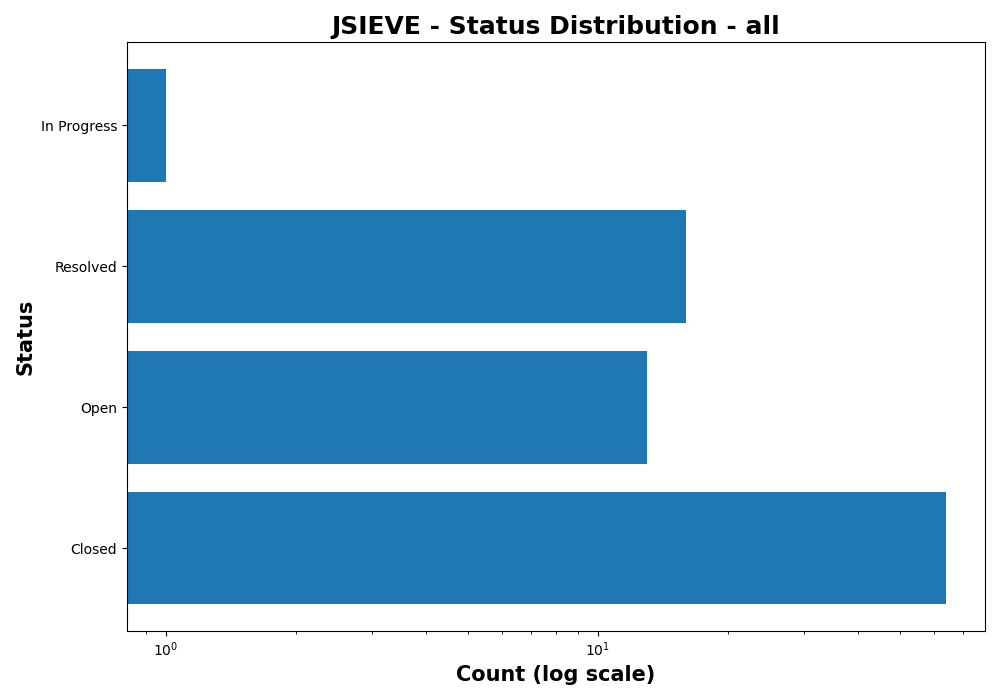 JSIEVE - Status Distribution - all
In Progress
Resolved
Open
Closed
Status
10⁰
10¹
Count (log scale)